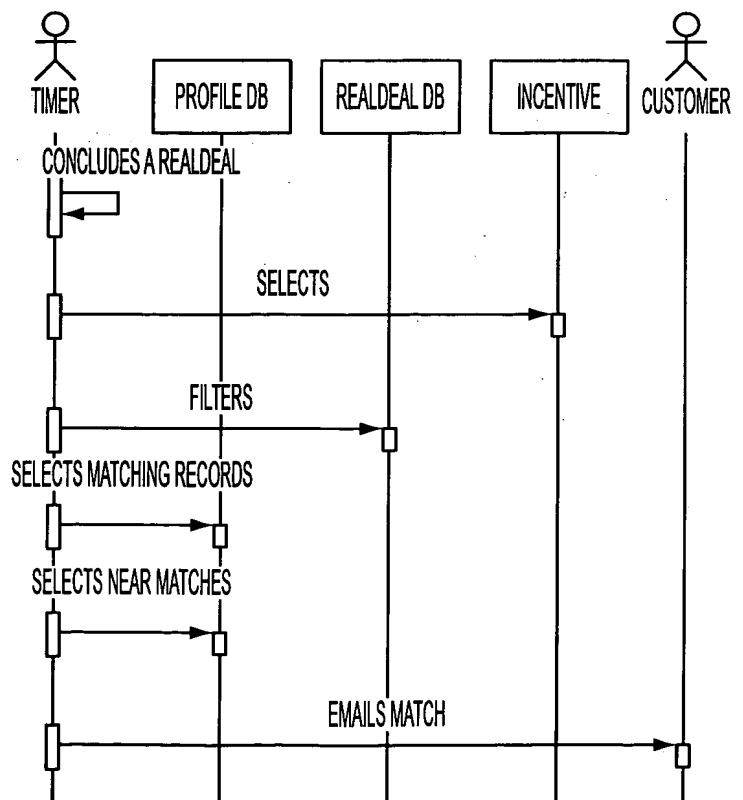 TIMER
PROFILE DB
REALDEAL DB
INCENTIVE
CUSTOMER
CONCLUDES A REALDEAL
SELECTS
FILTERS
SELECTS MATCHING RECORDS
SELECTS NEAR MATCHES
EMAILS MATCH